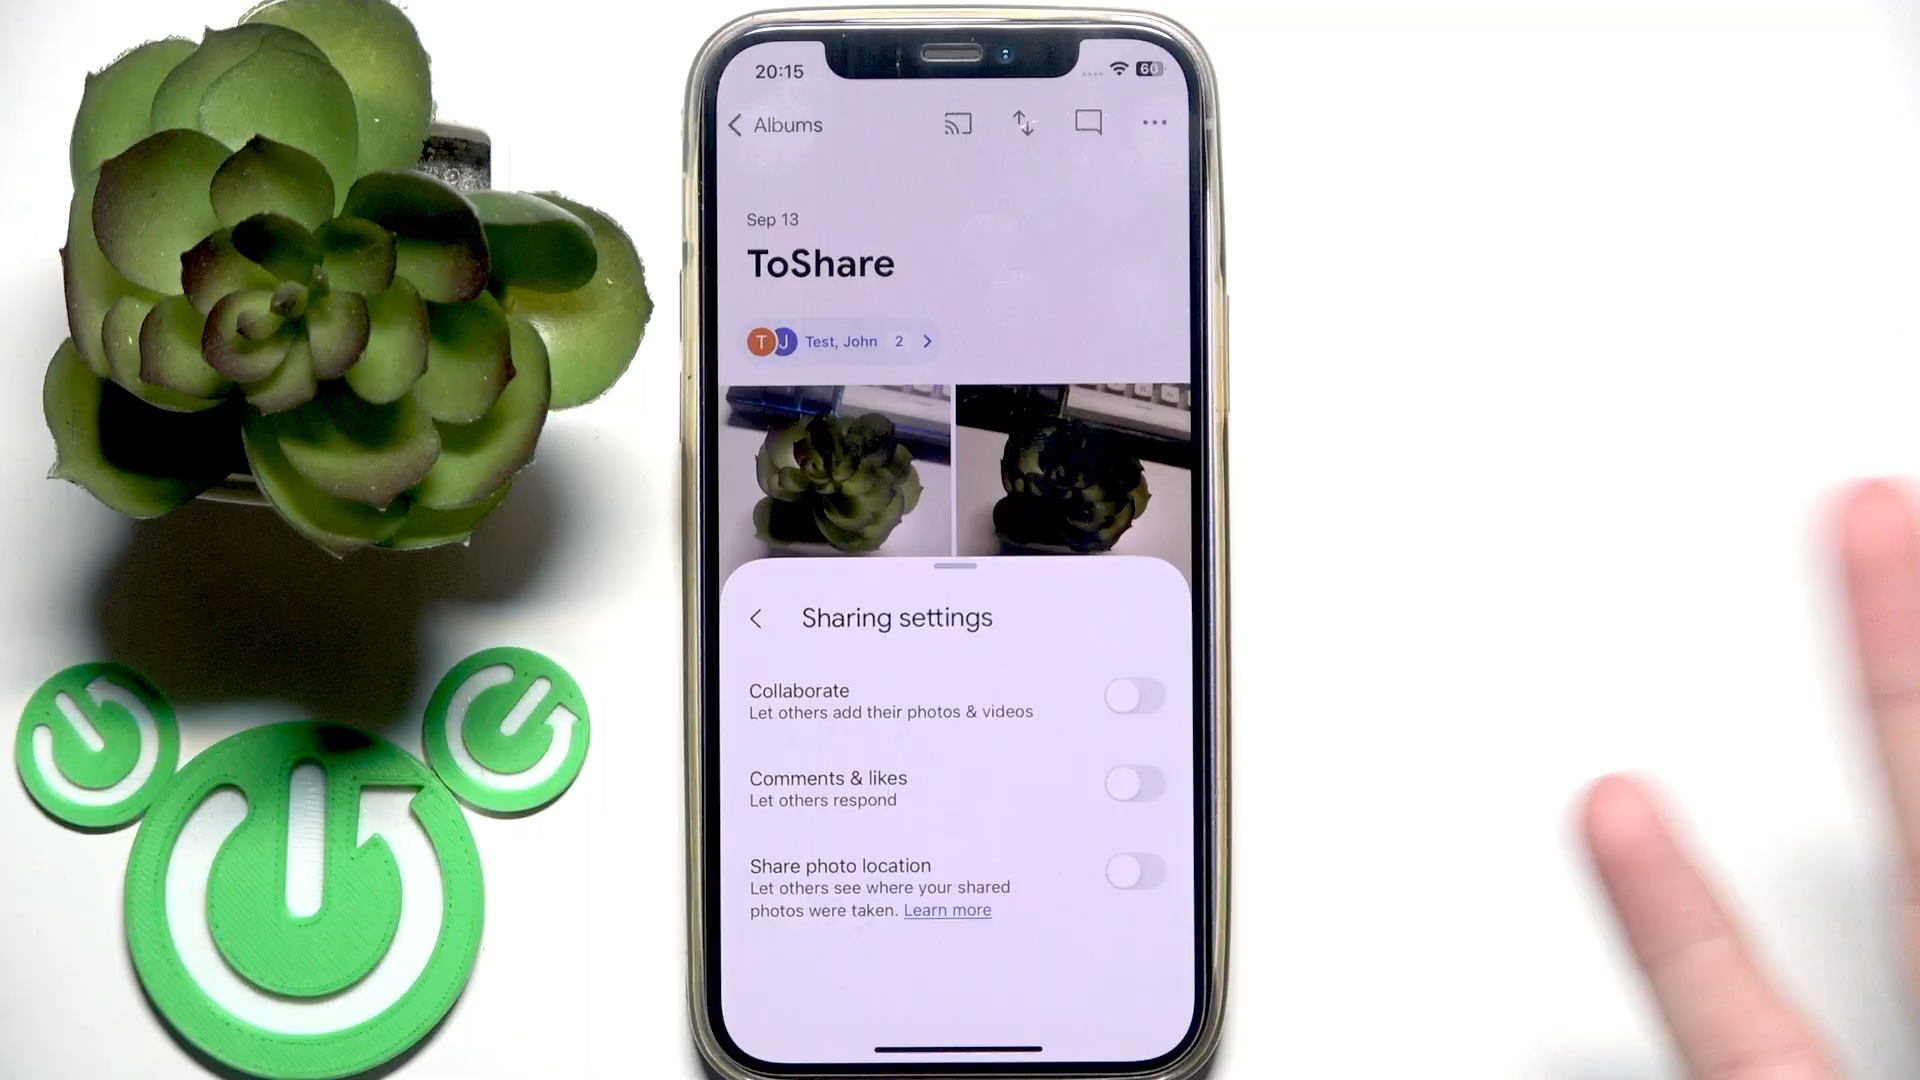 20:15
60
Albums
Sep 13
ToShare
T J Test, John 2
Sharing settings
Collaborate
Let others add their photos & videos
Comments & likes
Let others respond
Share photo location
Let others see where your shared
photos were taken. Learn more